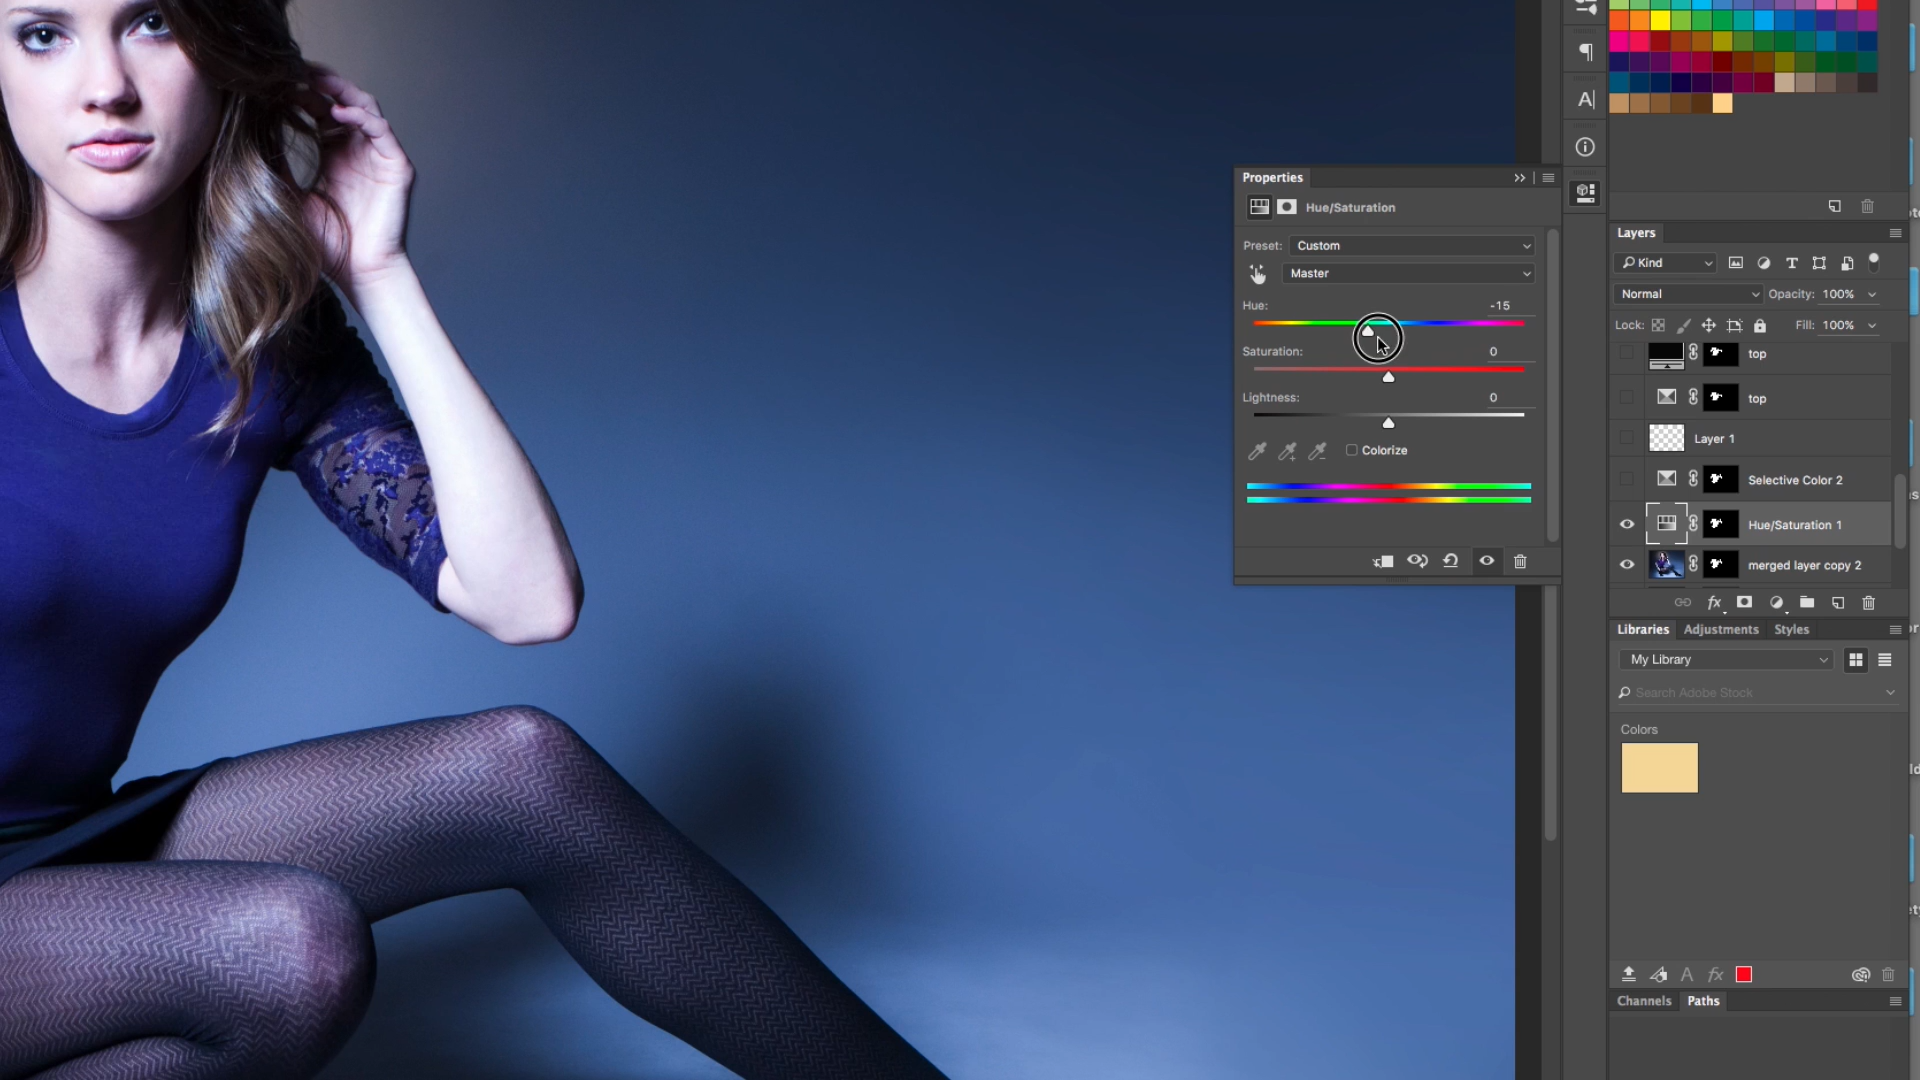 Properties
Hue/Saturation
Preset: Custom
Master
Hue: -15
Saturation: 0
Lightness: 0
Colorize
A
Layers
Kind
T
Normal Opacity: 100%
Lock: Fill: 100%
top
top
Layer 1
Selective Color 2
Hue/Saturation 1
merged layer copy 2
fx
Libraries Adjustments Styles
My Library
Search Adobe Stock
Colors
A fx
Channels Paths